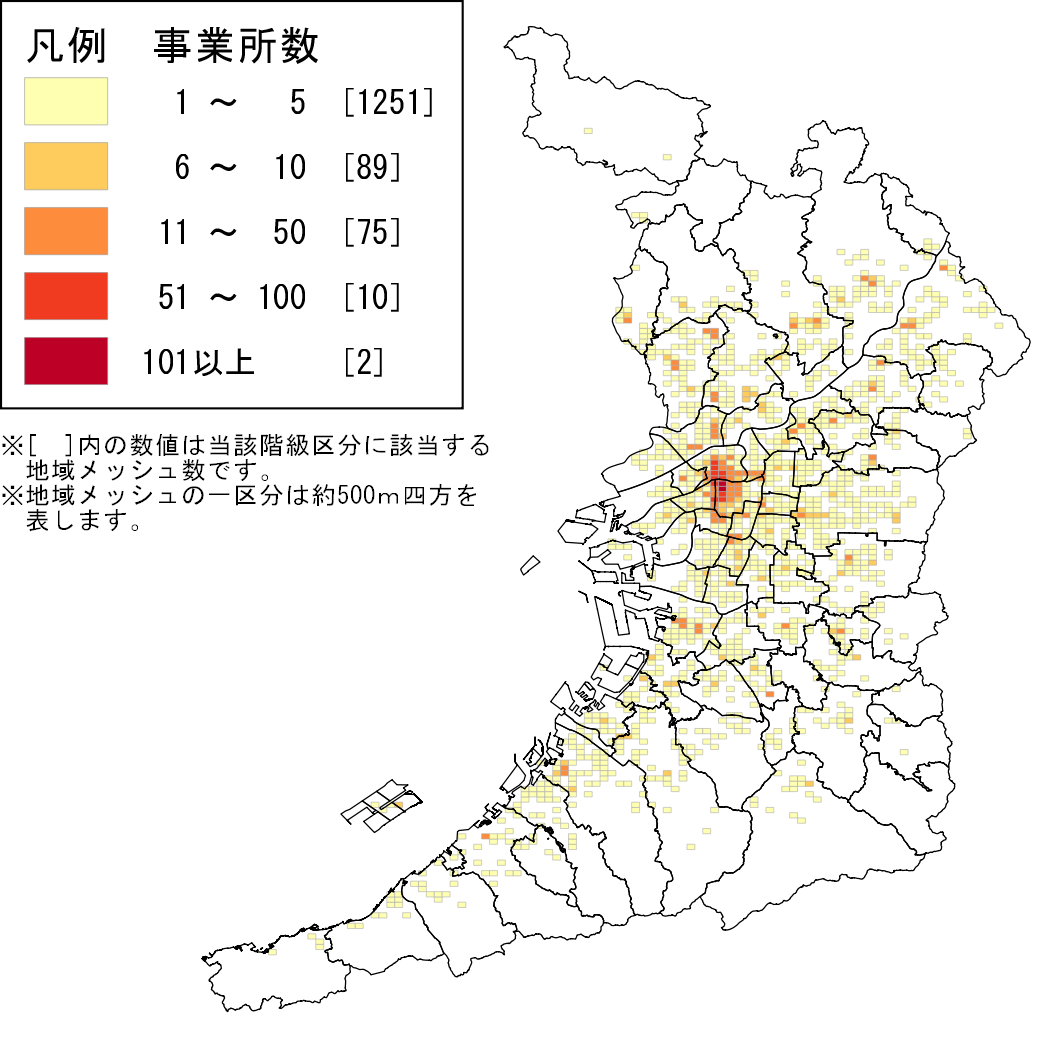 凡例 事業所数
1 ～ 5 [1251]
6 ～ 10 [89]
11 ～ 50 [75]
51 ～ 100 [10]
101以上 [2]
※[ ]内の数値は当該階級区分に該当する
地域メッシュ数です。
※地域メッシュの一区分は約500ｍ四方を
表します。